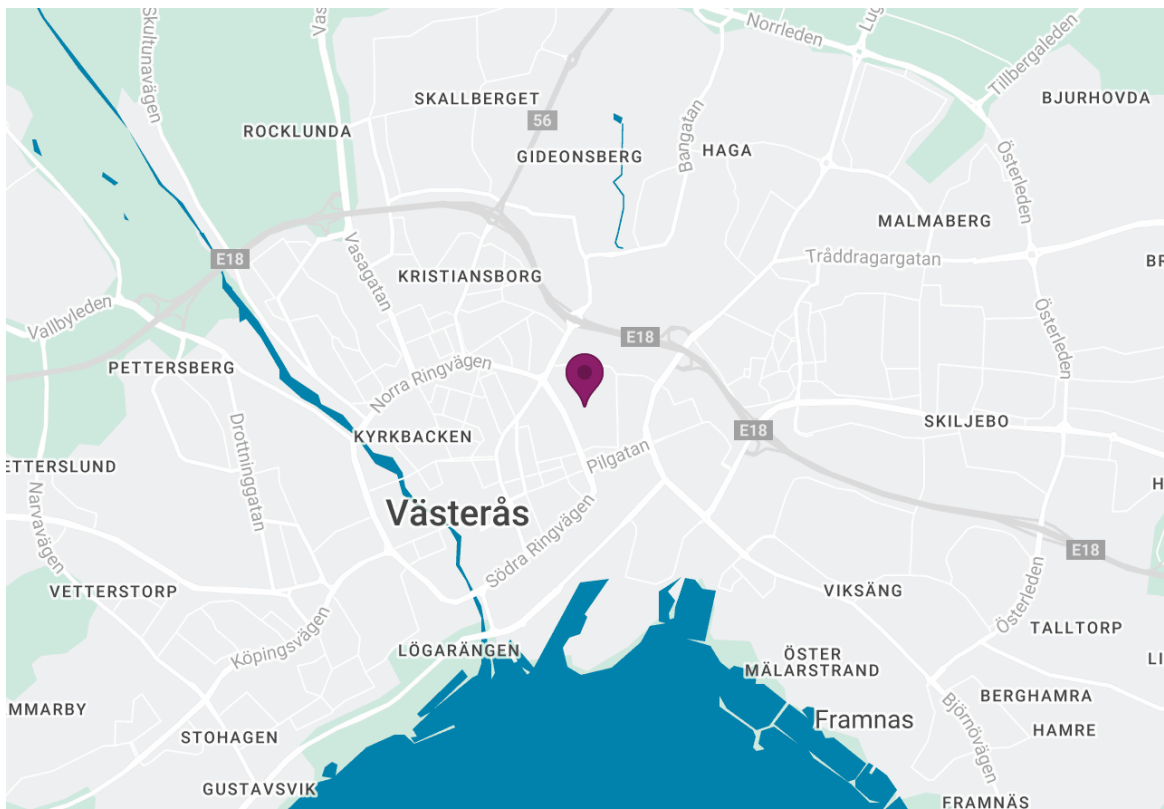 Skultunavägen
Vas
Norrleden
Lug
Tillbergaleden
SKALLBERGET
BJURHOVDA
56
ROCKLUNDA
GIDEONSBERG
Bangatan
HAGA
Österleden
MALMABERG
E18
Vasagatan
KRISTIANSBORG
Tråddragargatan
BR
Vallbyleden
E18
Österleden
PETTERSBERG
Norra Ringvägen
Drottninggatan
KYRKBACKEN
E18
SKILJEBO
ETTERSLUND
Pilgatan
H
Narvavägen
Västerås
Södra Ringvägen
E18
VETTERSTORP
VIKSÄNG
Österleden
TALLTORP
Köpingsvägen
LÖGARÄNGEN
ÖSTER
MÄLARSTRAND
LI
MMARBY
BERGHAMRA
Björnövägen
Framnas
HAMRE
STOHAGEN
GUSTAVSVIK
FRAMNÄS